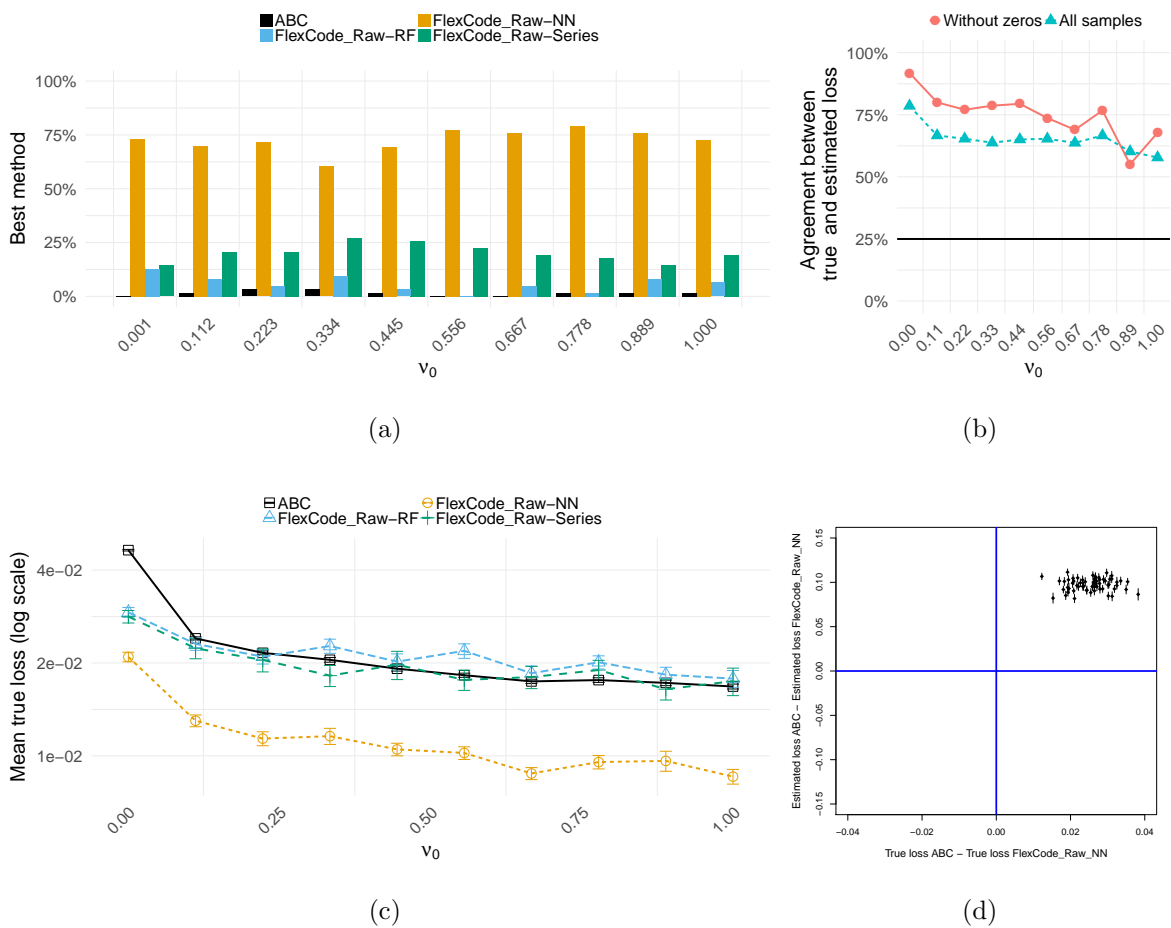 ABC FlexCode_Raw−NN
FlexCode_Raw−RF FlexCode_Raw−Series
100%
75%
50%
25%
0%
Best method
0.001 0.112 0.223 0.334 0.445 0.556 0.667 0.778 0.889 1.000
ν0
(a)
Without zeros All samples
100%
75%
50%
25%
0%
Agreement between
true and estimated loss
0.00 0.11 0.22 0.33 0.44 0.56 0.67 0.78 0.89 1.00
ν0
(b)
ABC FlexCode_Raw−NN
FlexCode_Raw−RF FlexCode_Raw−Series
4e−02
2e−02
1e−02
Mean true loss (log scale)
0.00 0.25 0.50 0.75 1.00
ν0
(c)
0.15
0.10
0.05
0.00
−0.05
−0.10
−0.15
Estimated loss ABC − Estimated loss FlexCode_Raw_NN
−0.04 −0.02 0.00 0.02 0.04
True loss ABC − True loss FlexCode_Raw_NN
(d)